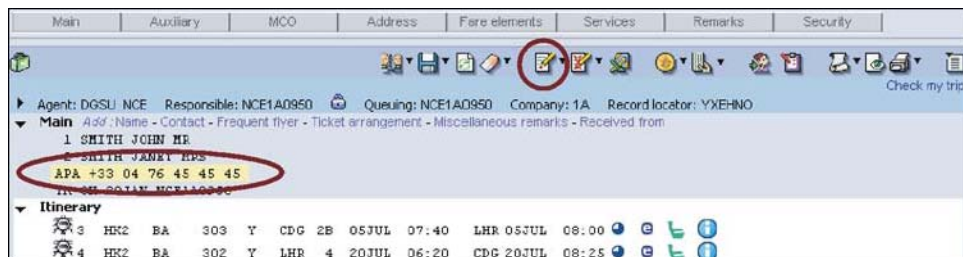 Main Auxiliary MCO Address Fare elements Services Remarks Security
Check my trip
Agent: DGSU NCE Responsible: NCE1A0950 Queuing: NCE1A0950 Company: 1A Record locator: YXEHNO
Main Add: Name - Contact - Frequent flyer - Ticket arrangement - Miscellaneous remarks - Received from
1 SMITH JOHN MR
2 SMITH JANET MRS
APA +33 04 76 45 45 45
Itinerary
3 HK2 BA 303 Y CDG 2B 05JUL 07:40 LHR 05JUL 08:00
4 HK2 BA 302 Y LHR 4 20JUL 06:20 CDG 20JUL 08:25